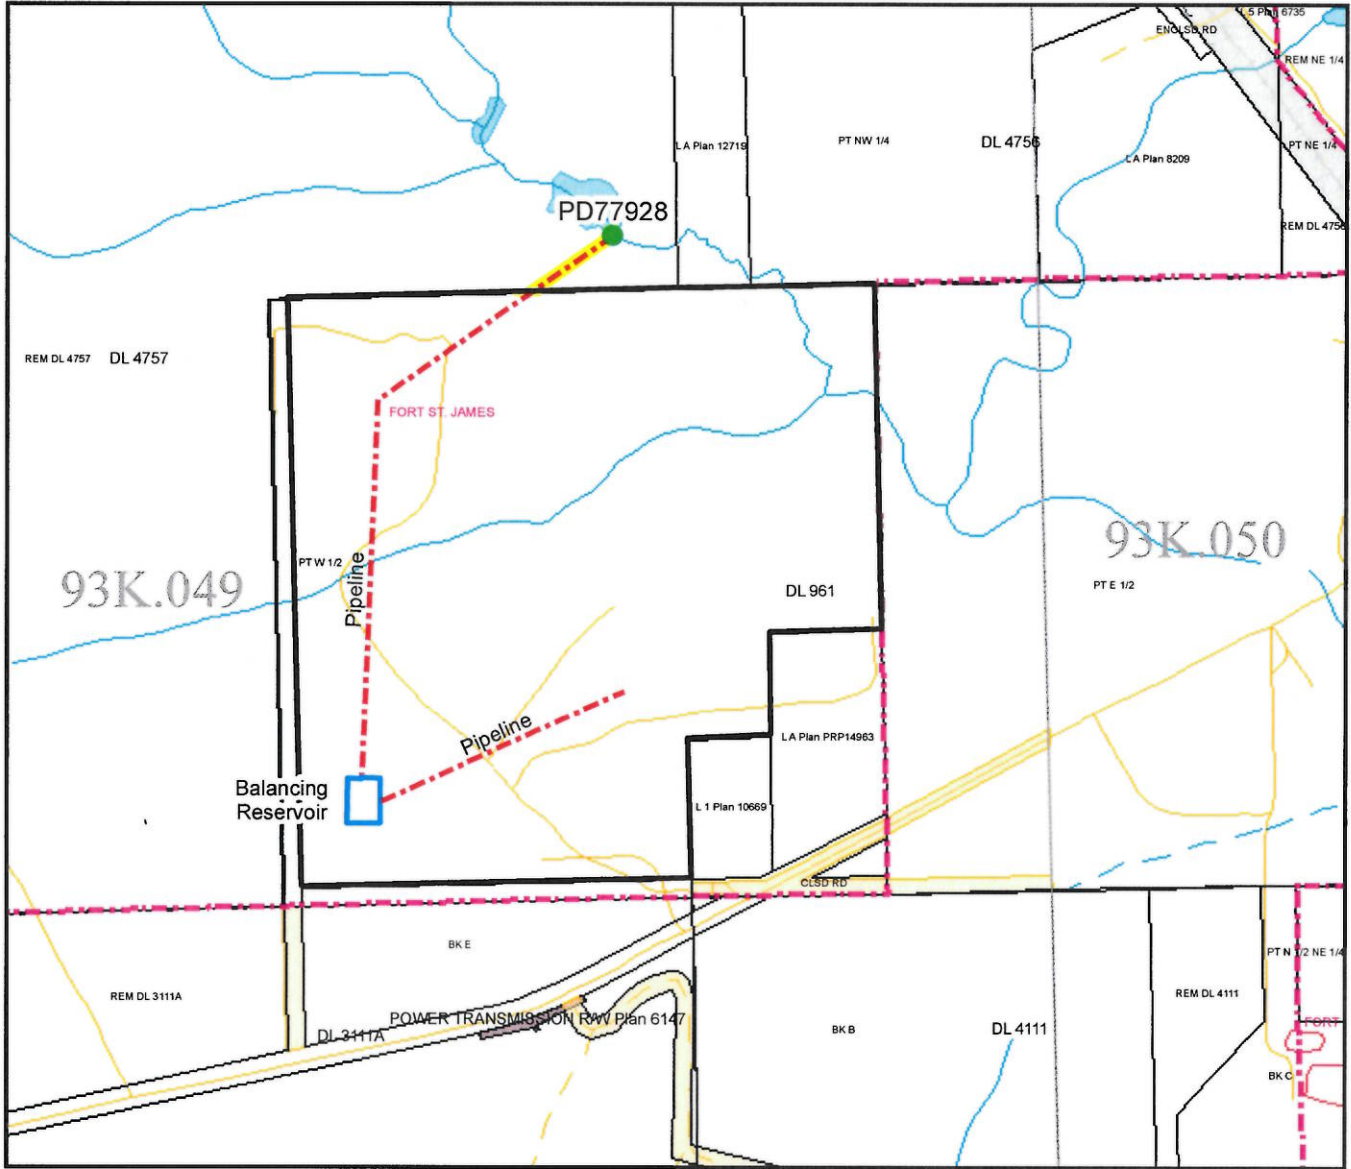 L 5 Plan 6735
ENCLSD RD
REM NE 1/4
L A Plan 12719
PT NW 1/4
DL 4756
L A Plan 8209
PT NE 1/4
PD77928
REM DL 4756
REM DL 4757
DL 4757
FORT ST. JAMES
93K.050
PT W 1/2
Pipeline
93K.049
DL 961
PT E 1/2
Pipeline
L A Plan PRP14963
Balancing
Reservoir
L 1 Plan 10669
CLSD RD
BK E
PT N 1/2 NE 1/4
REM DL 3111A
REM DL 4111
POWER TRANSMISSION R/W Plan 6147
DL 3111A
BK B
DL 4111
FORT
BK C